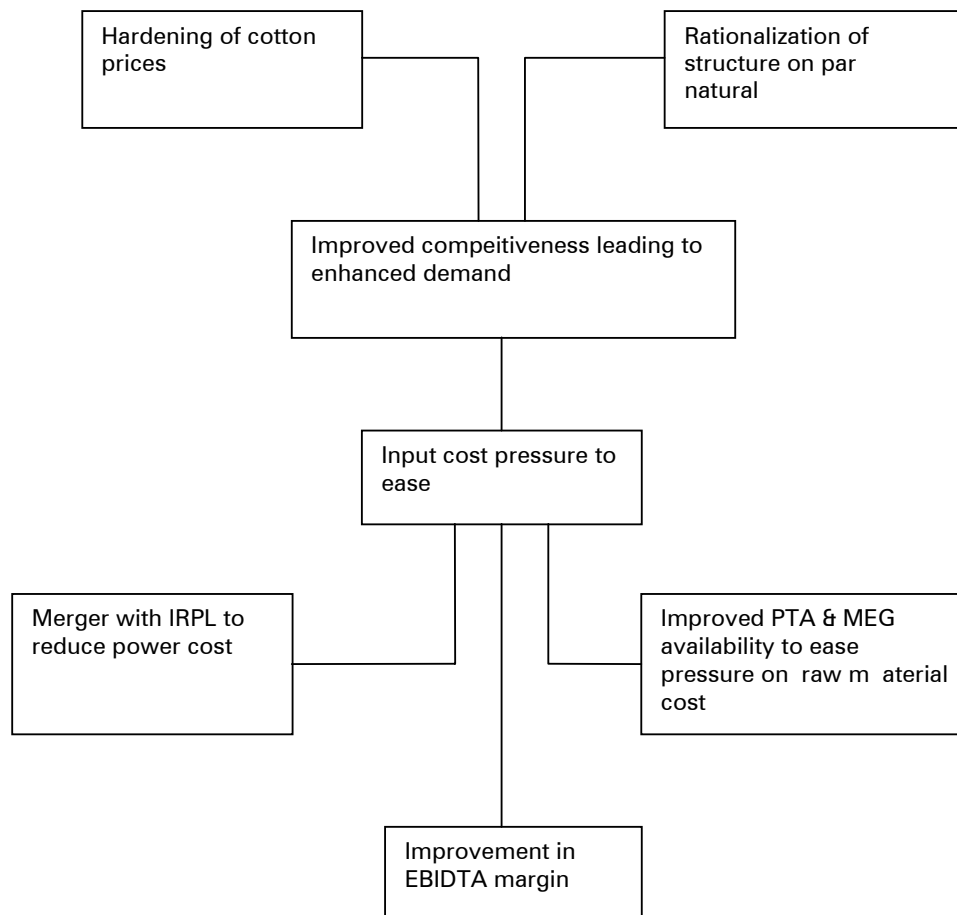 Hardening of cotton
prices
Rationalization of
structure on par
natural
Improved compeitiveness leading to
enhanced demand
Input cost pressure to
ease
Merger with IRPL to
reduce power cost
Improved PTA & MEG
availability to ease
pressure on raw m aterial
cost
Improvement in
EBIDTA margin